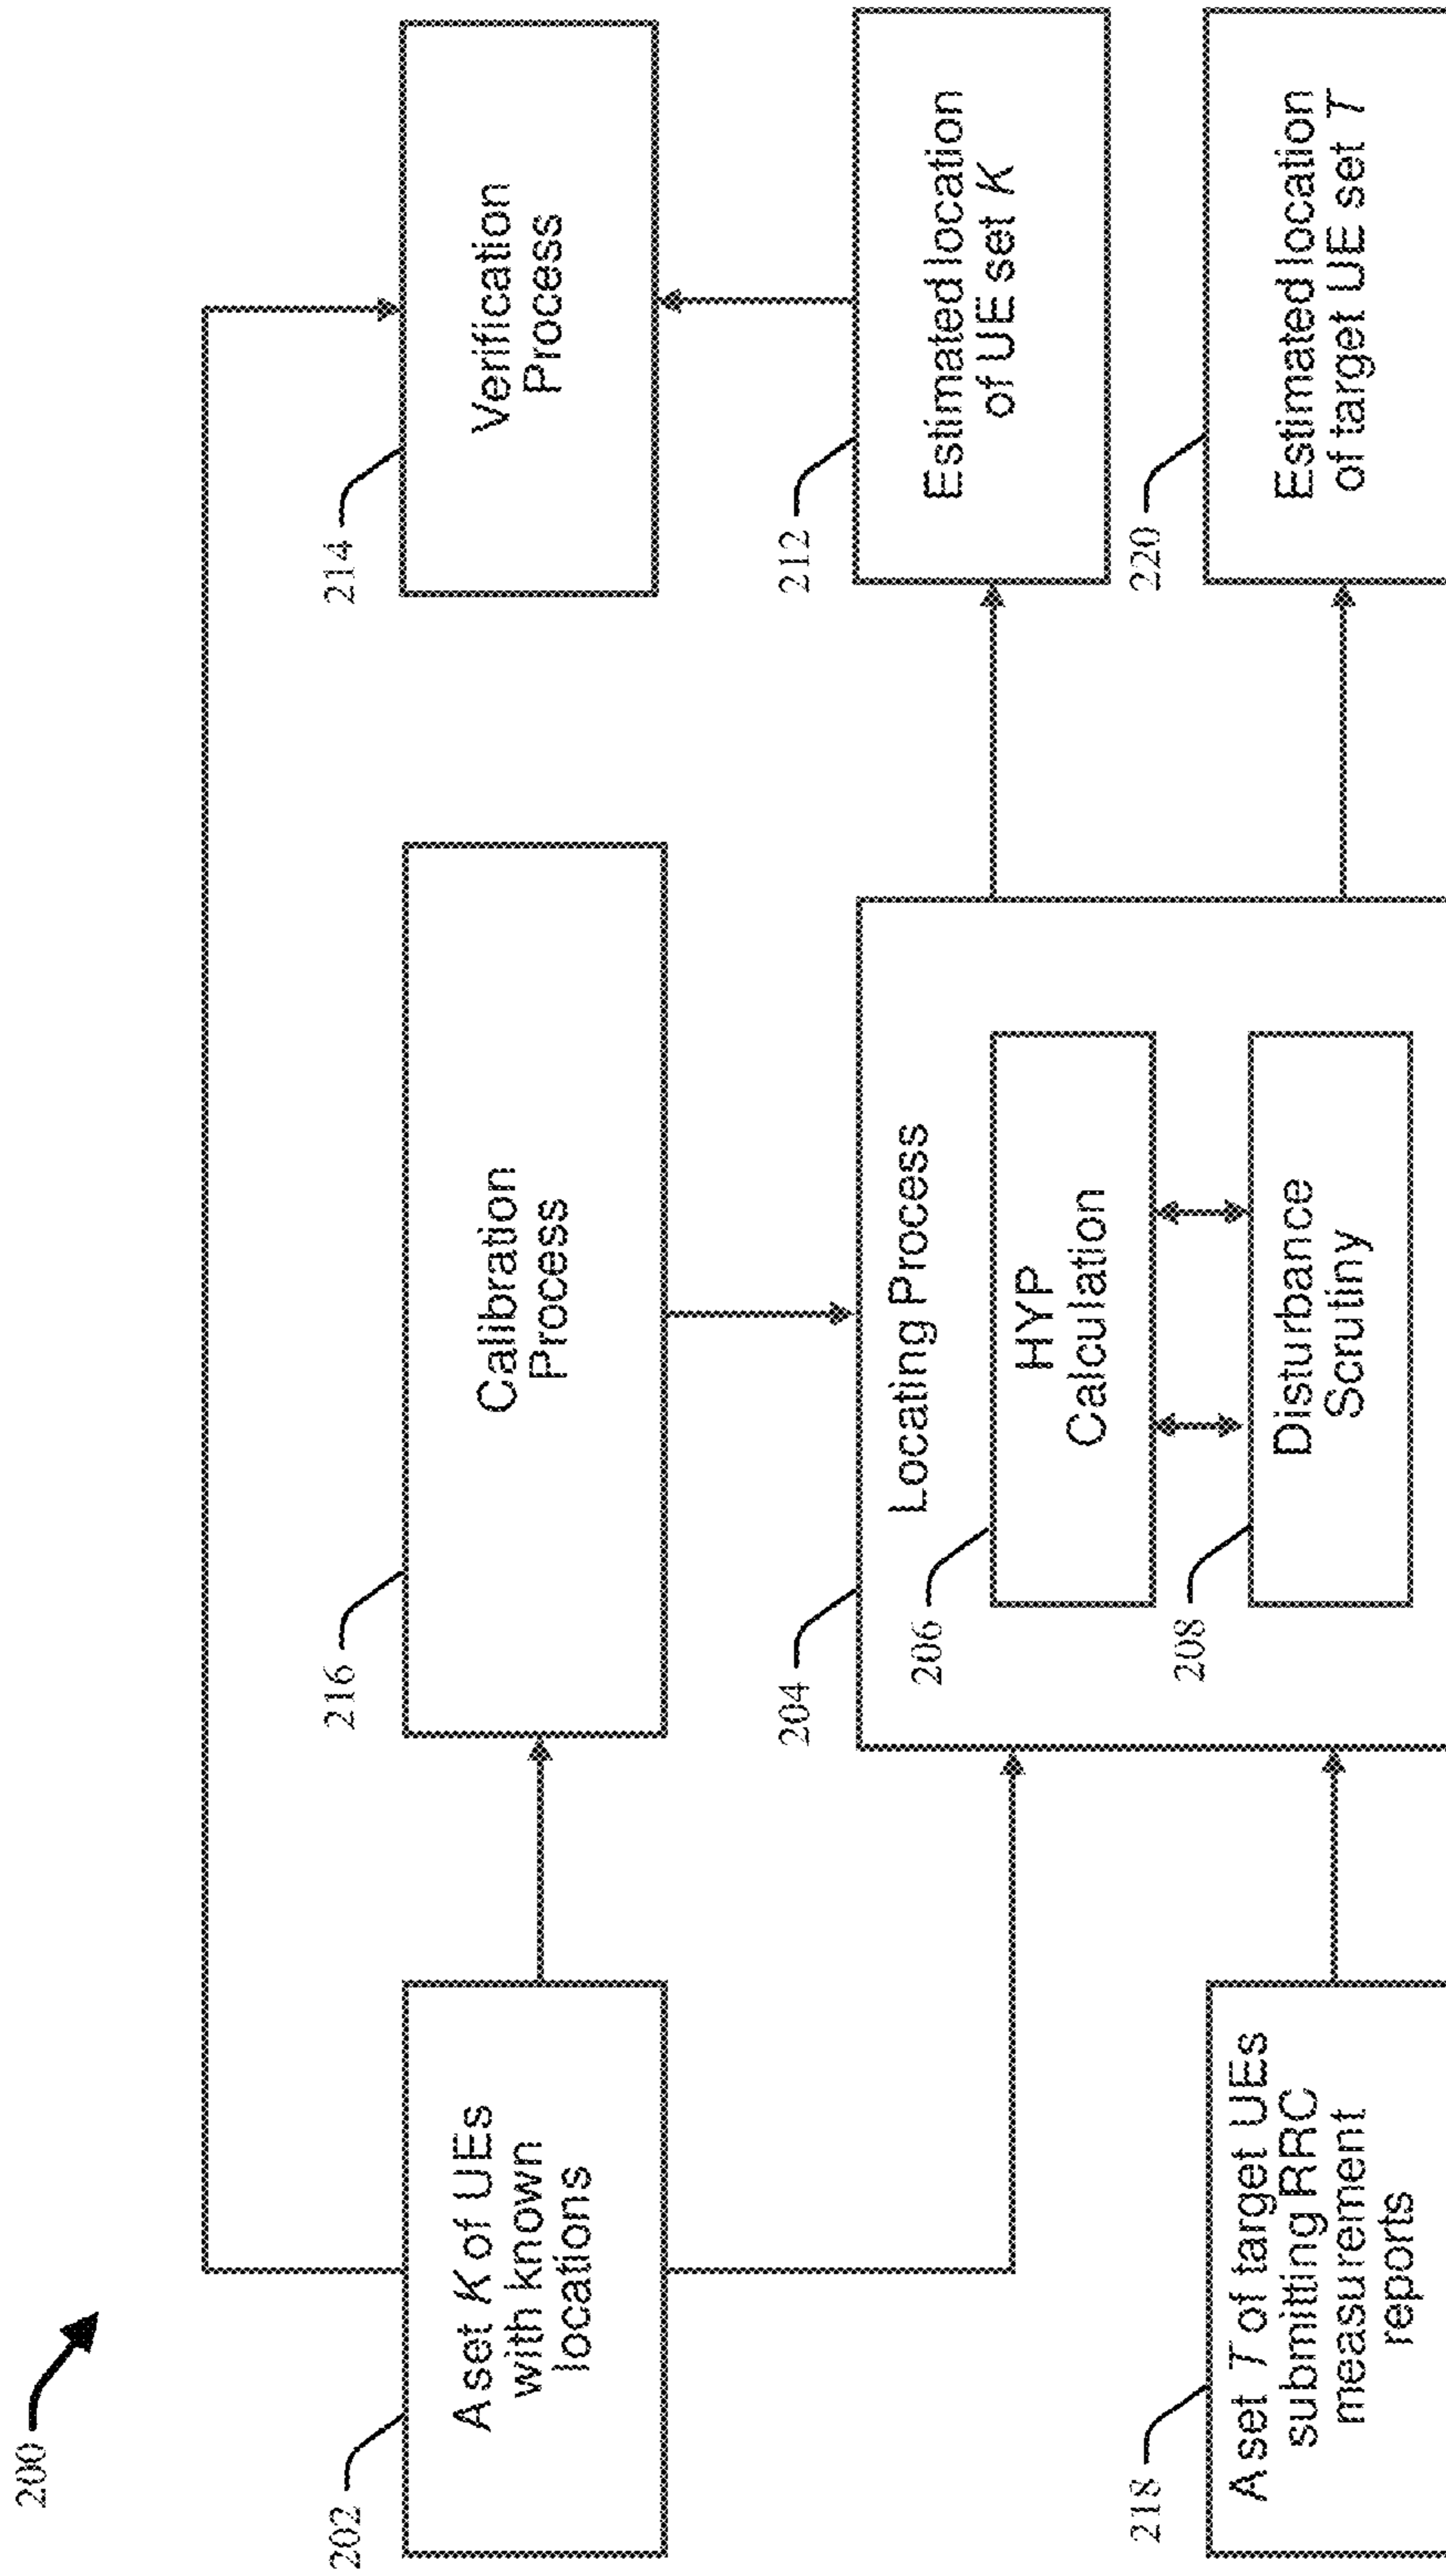 200
202
A set K of UEs
with known
locations
216
Calibration
Process
214
Verification
Process
204
Locating Process
206
HYP
Calculation
208
Disturbance
Scrutiny
212
Estimated location
of UE set K
218
A set T of target UEs
submitting RRC
measurement
reports
220
Estimated location
of target UE set T